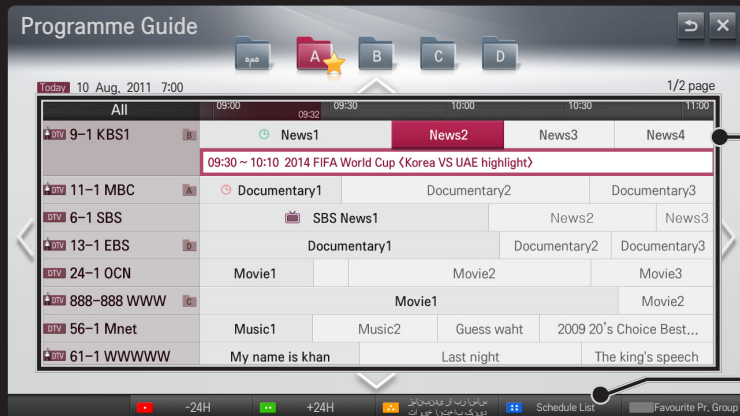 Programme Guide
همه A B C D
Today 10 Aug. 2011 7:00 1/2 page
All 09:00 09:32 09:30 10:00 10:30 11:00
DTV 9-1 KBS1 B News1 News2 News3 News4
09:30 ~ 10:10 2014 FIFA World Cup 〈Korea VS UAE highlight〉
DTV 11-1 MBC A Documentary1 Documentary2 Documentary3
DTV 6-1 SBS SBS News1 News2 News3
DTV 13-1 EBS D Documentary1 Documentary2 Documentary3
DTV 24-1 OCN Movie1 Movie2 Movie3
DTV 888-888 WWW C Movie1 Movie2
DTV 56-1 Mnet Music1 Music2 Guess waht 2009 20's Choice Best...
DTV 61-1 WWWWW My name is khan Last night The king's speech
-24H +24H Schedule List Favourite Pr, Group